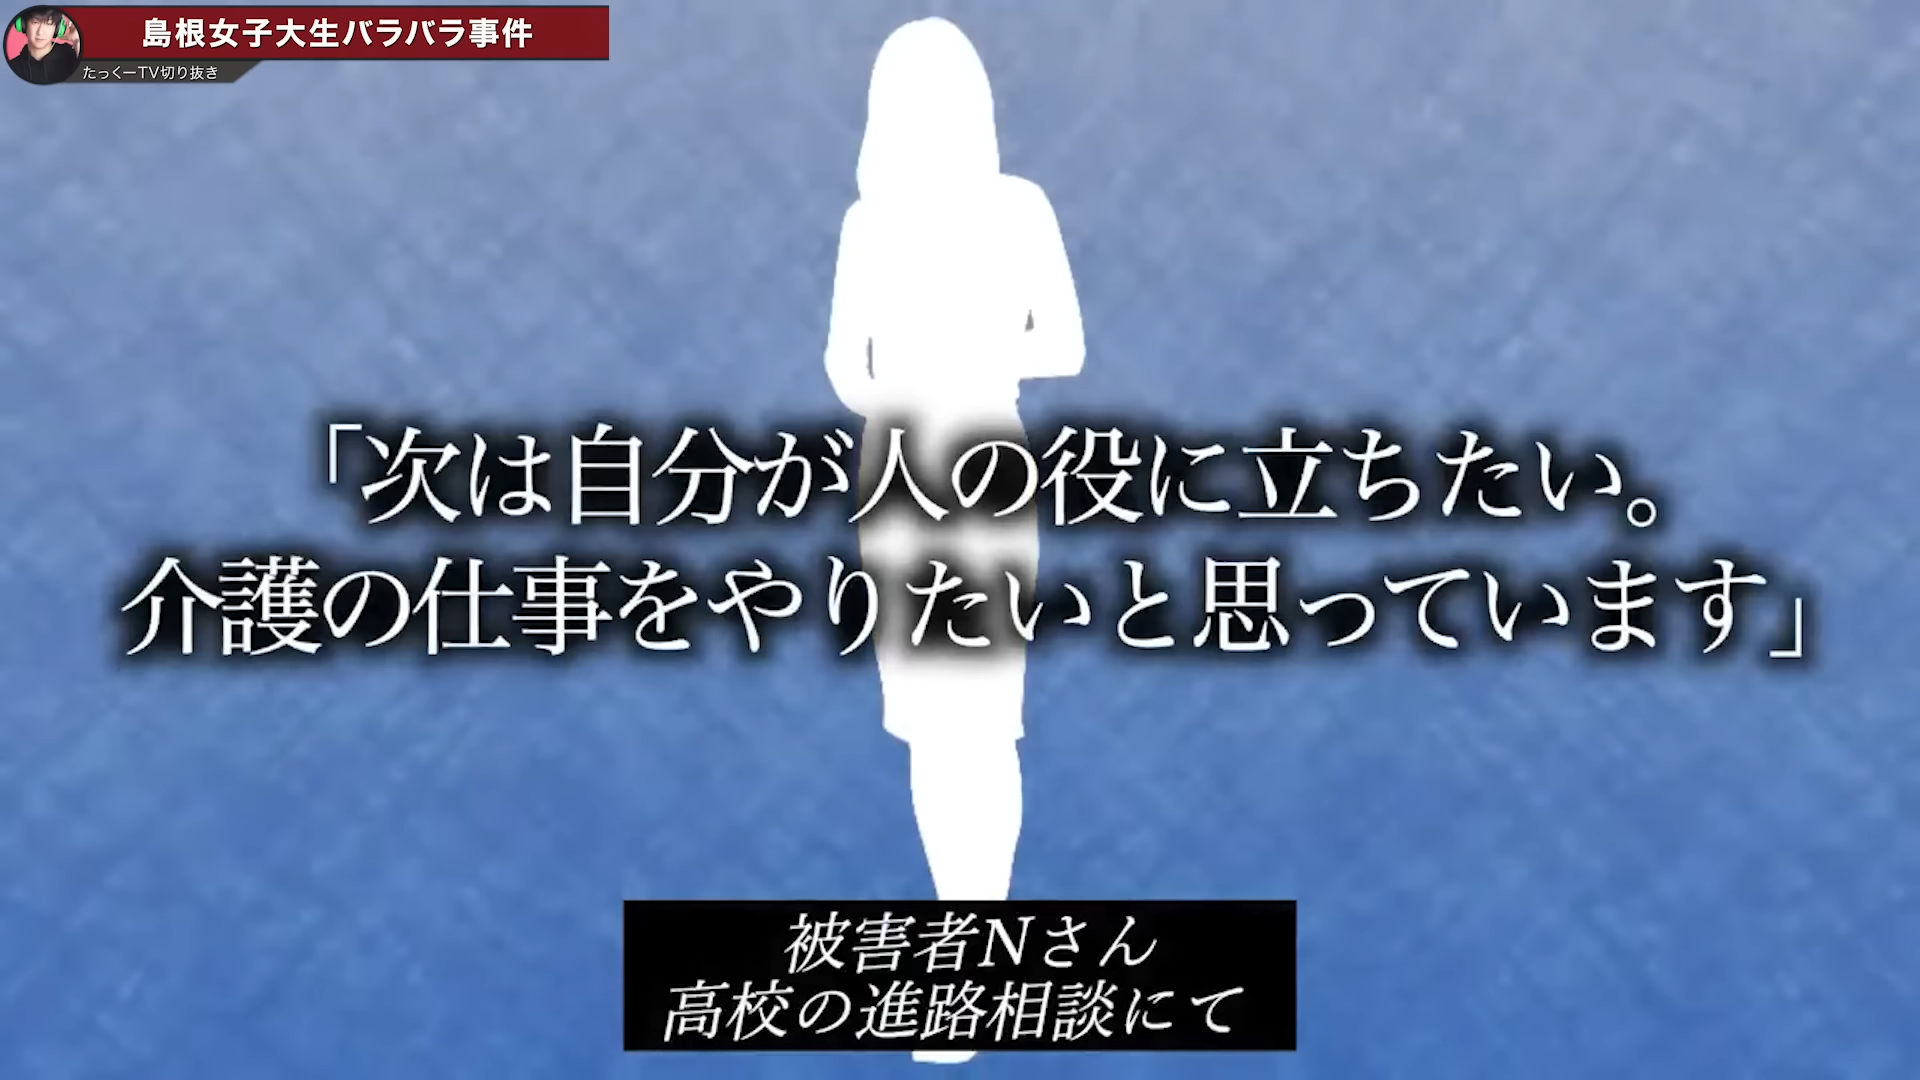 島根女子大生バラバラ事件
たっくーTV切り抜き
「次は自分が人の役に立ちたい。
介護の仕事をやりたいと思っています」
被害者Nさん
高校の進路相談にて